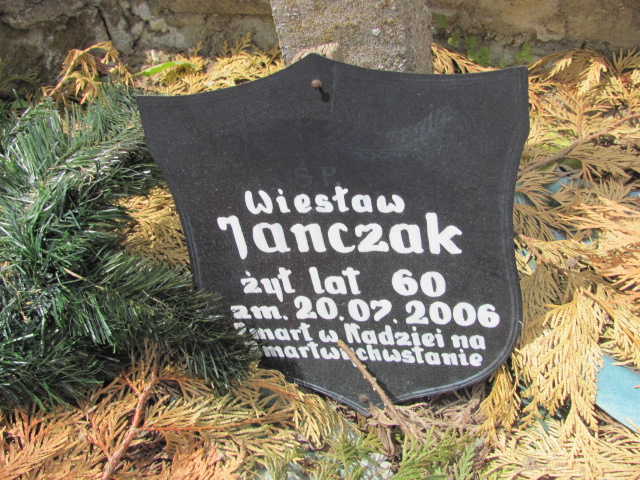 Ś.P.
Wiesław
Janczak
żył lat 60
zm. 20.07.2006
Zmarł w Nadziei na
zmartwychwstanie